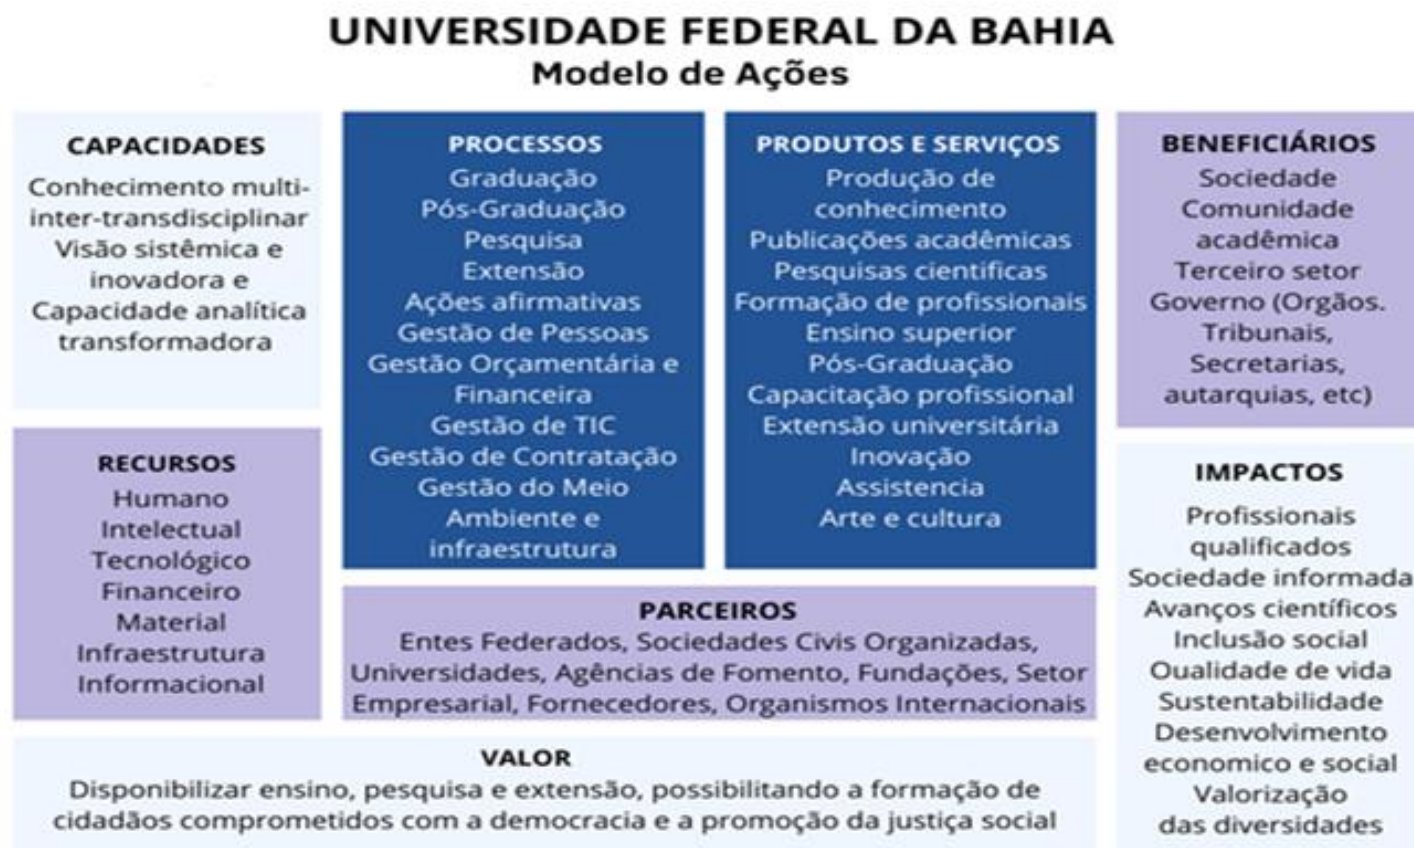 UNIVERSIDADE FEDERAL DA BAHIA
Modelo de Ações
CAPACIDADES
Conhecimento multi-
inter-transdisciplinar
Visão sistêmica e
inovadora e
Capacidade analítica
transformadora
RECURSOS
Humano
Intelectual
Tecnológico
Financeiro
Material
Infraestrutura
Informacional
PROCESSOS
Graduação
Pós-Graduação
Pesquisa
Extensão
Ações afirmativas
Gestão de Pessoas
Gestão Orçamentária e
Financeira
Gestão de TIC
Gestão de Contratação
Gestão do Meio
Ambiente e
infraestrutura
PRODUTOS E SERVIÇOS
Produção de
conhecimento
Publicações acadêmicas
Pesquisas cientificas
Formação de profissionais
Ensino superior
Pós-Graduação
Capacitação profissional
Extensão universitária
Inovação
Assistencia
Arte e cultura
PARCEIROS
Entes Federados, Sociedades Civis Organizadas,
Universidades, Agências de Fomento, Fundações, Setor
Empresarial, Fornecedores, Organismos Internacionais
BENEFICIÁRIOS
Sociedade
Comunidade
acadêmica
Terceiro setor
Governo (Orgãos.
Tribunais,
Secretarias,
autarquias, etc)
IMPACTOS
Profissionais
qualificados
Sociedade informada
Avanços científicos
Inclusão social
Oualidade de vida
Sustentabilidade
Desenvolvimento
economico e social
Valorização
das diversidades
VALOR
Disponibilizar ensino, pesquisa e extensão, possibilitando a formação de
cidadãos comprometidos com a democracia e a promoção da justiça social